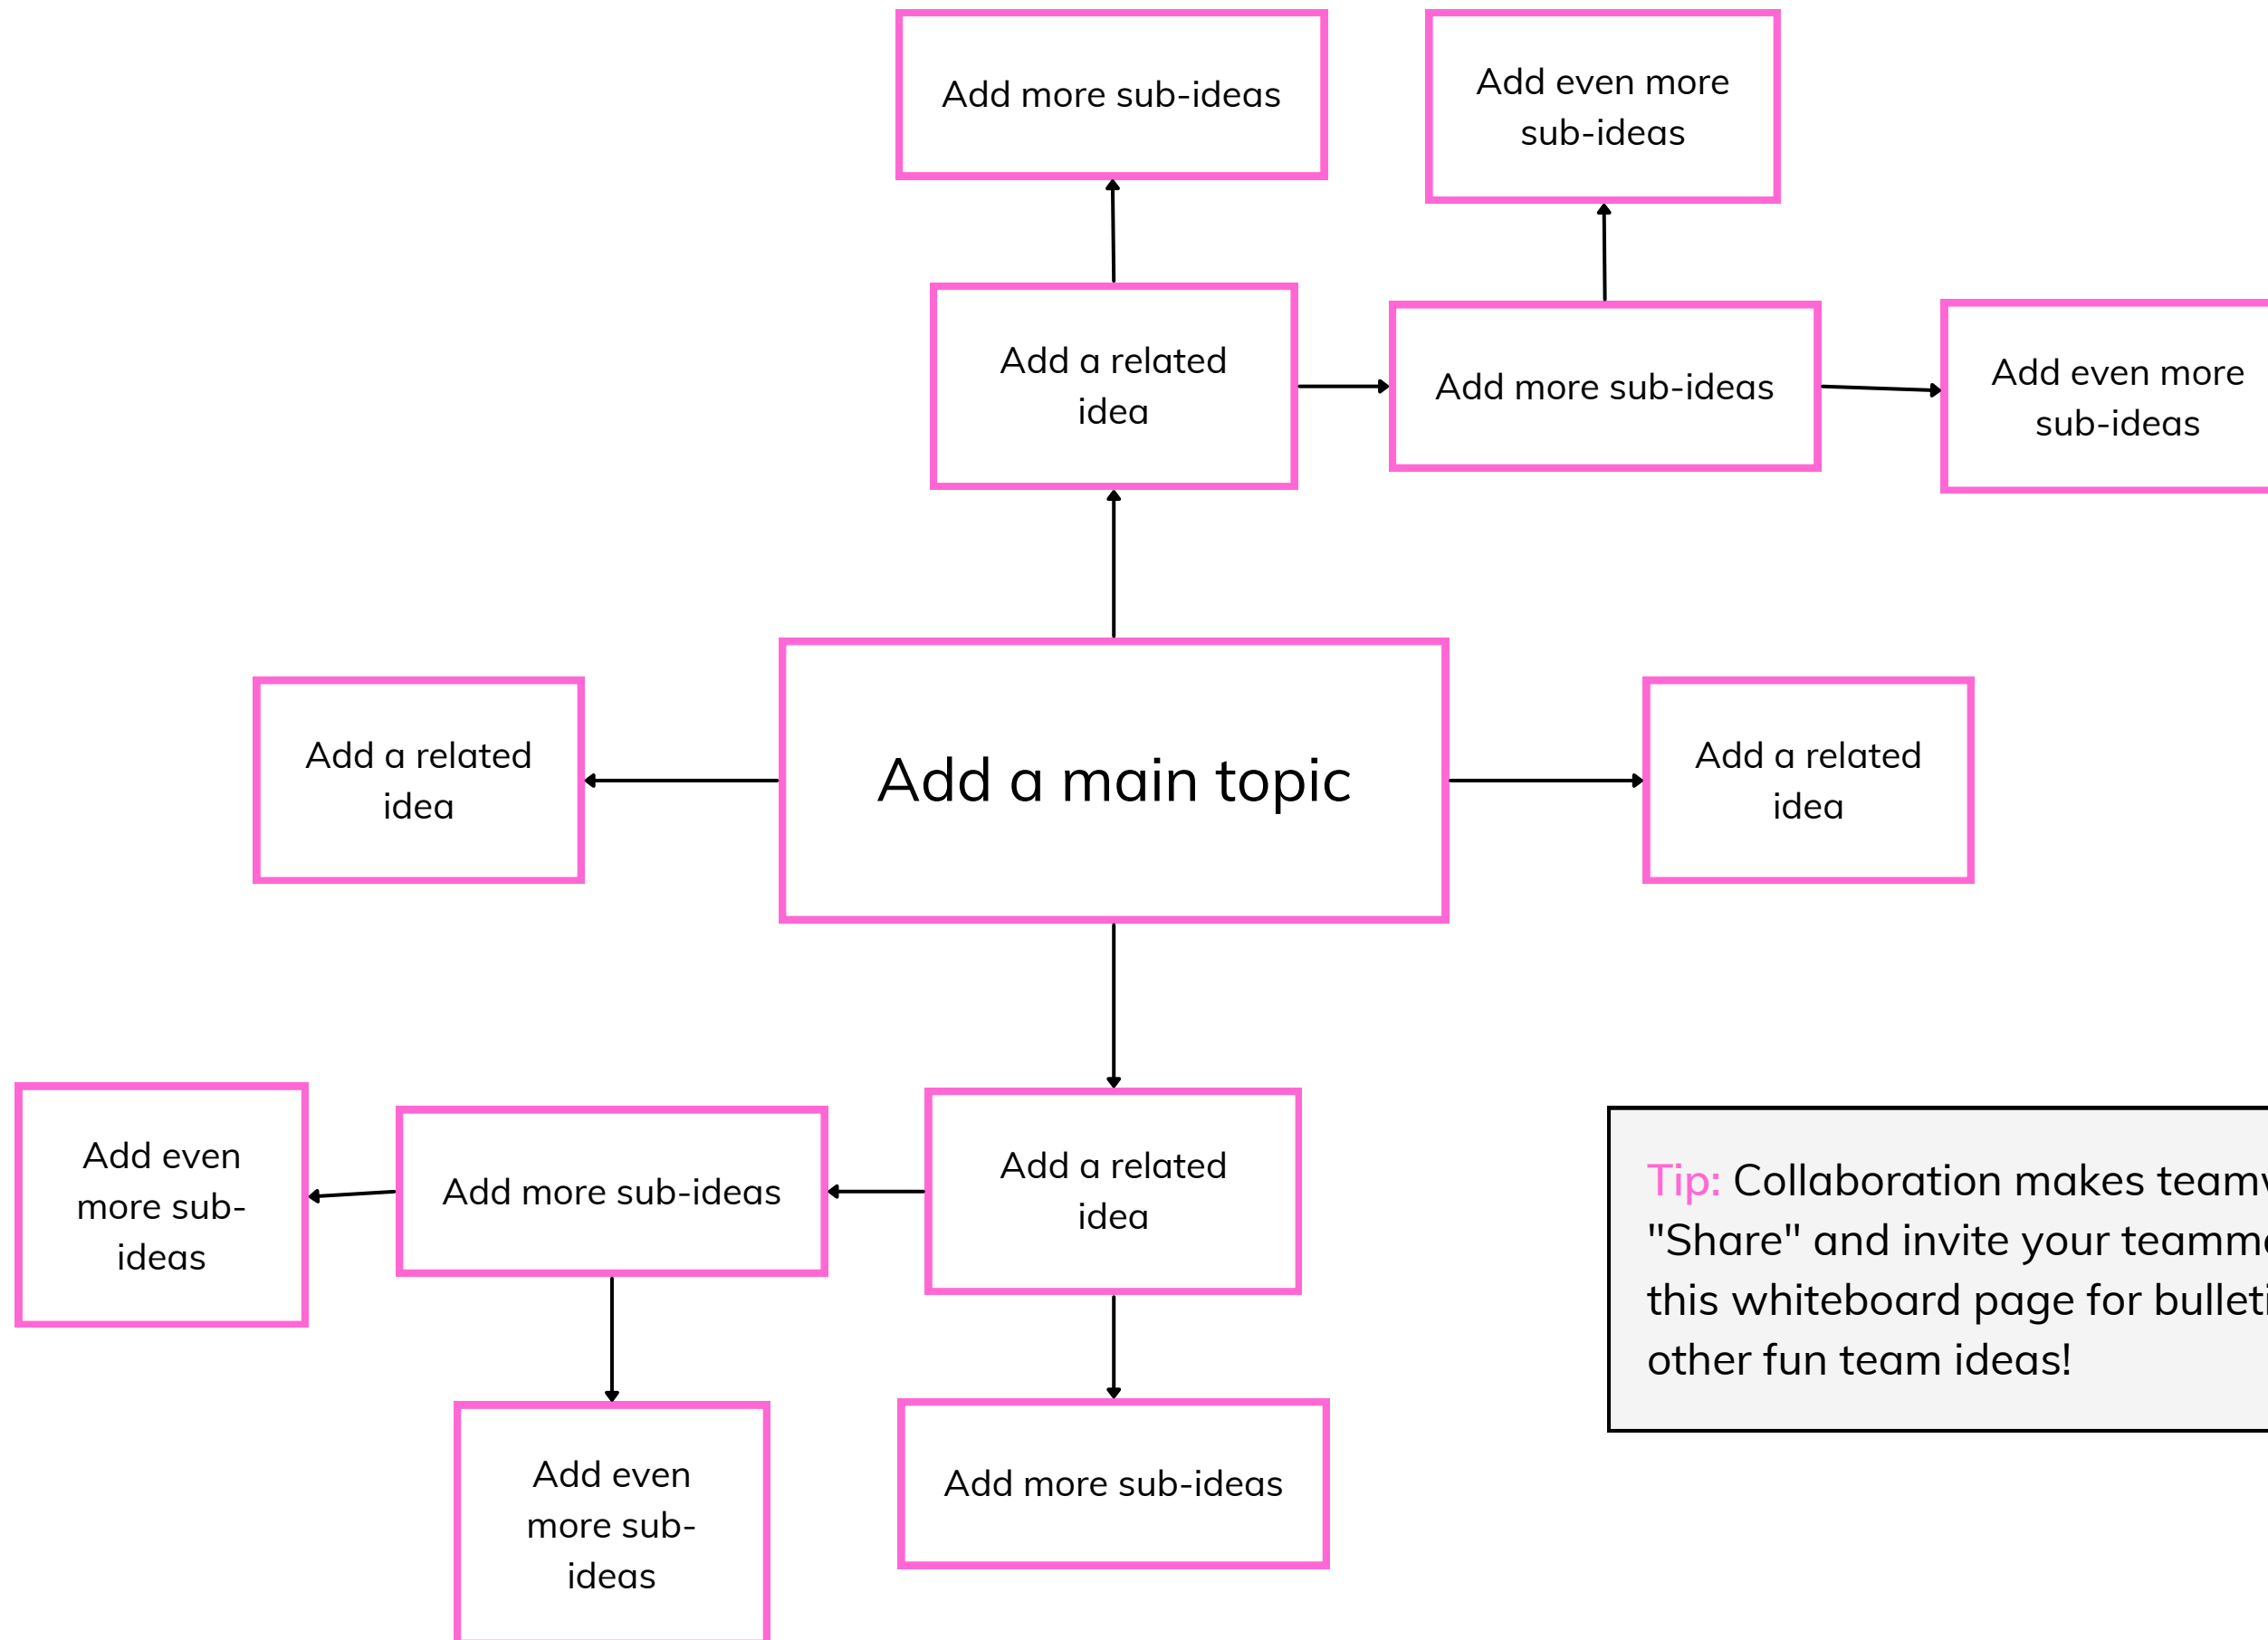 Add more sub-ideas
Add even more
sub-ideas
Add a related
idea
Add more sub-ideas
Add even more
sub-ideas
Add a related
idea
Add a main topic
Add a related
idea
Add even
more sub-
ideas
Add more sub-ideas
Add a related
idea
Add even
more sub-
ideas
Add more sub-ideas
Tip: Collaboration makes
"Share" and invite your
this whiteboard page for
other fun team ideas!